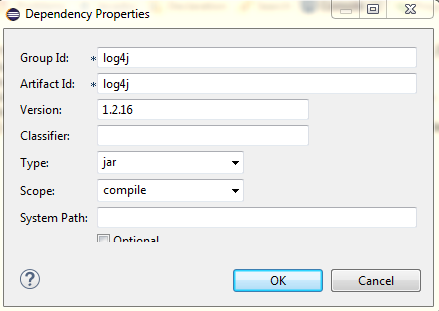 Dependency Properties
Group Id: * log4j
Artifact Id: * log4j
Version: 1.2.16
Classifier:
Type: jar
Scope: compile
System Path:
Optional
? OK Cancel